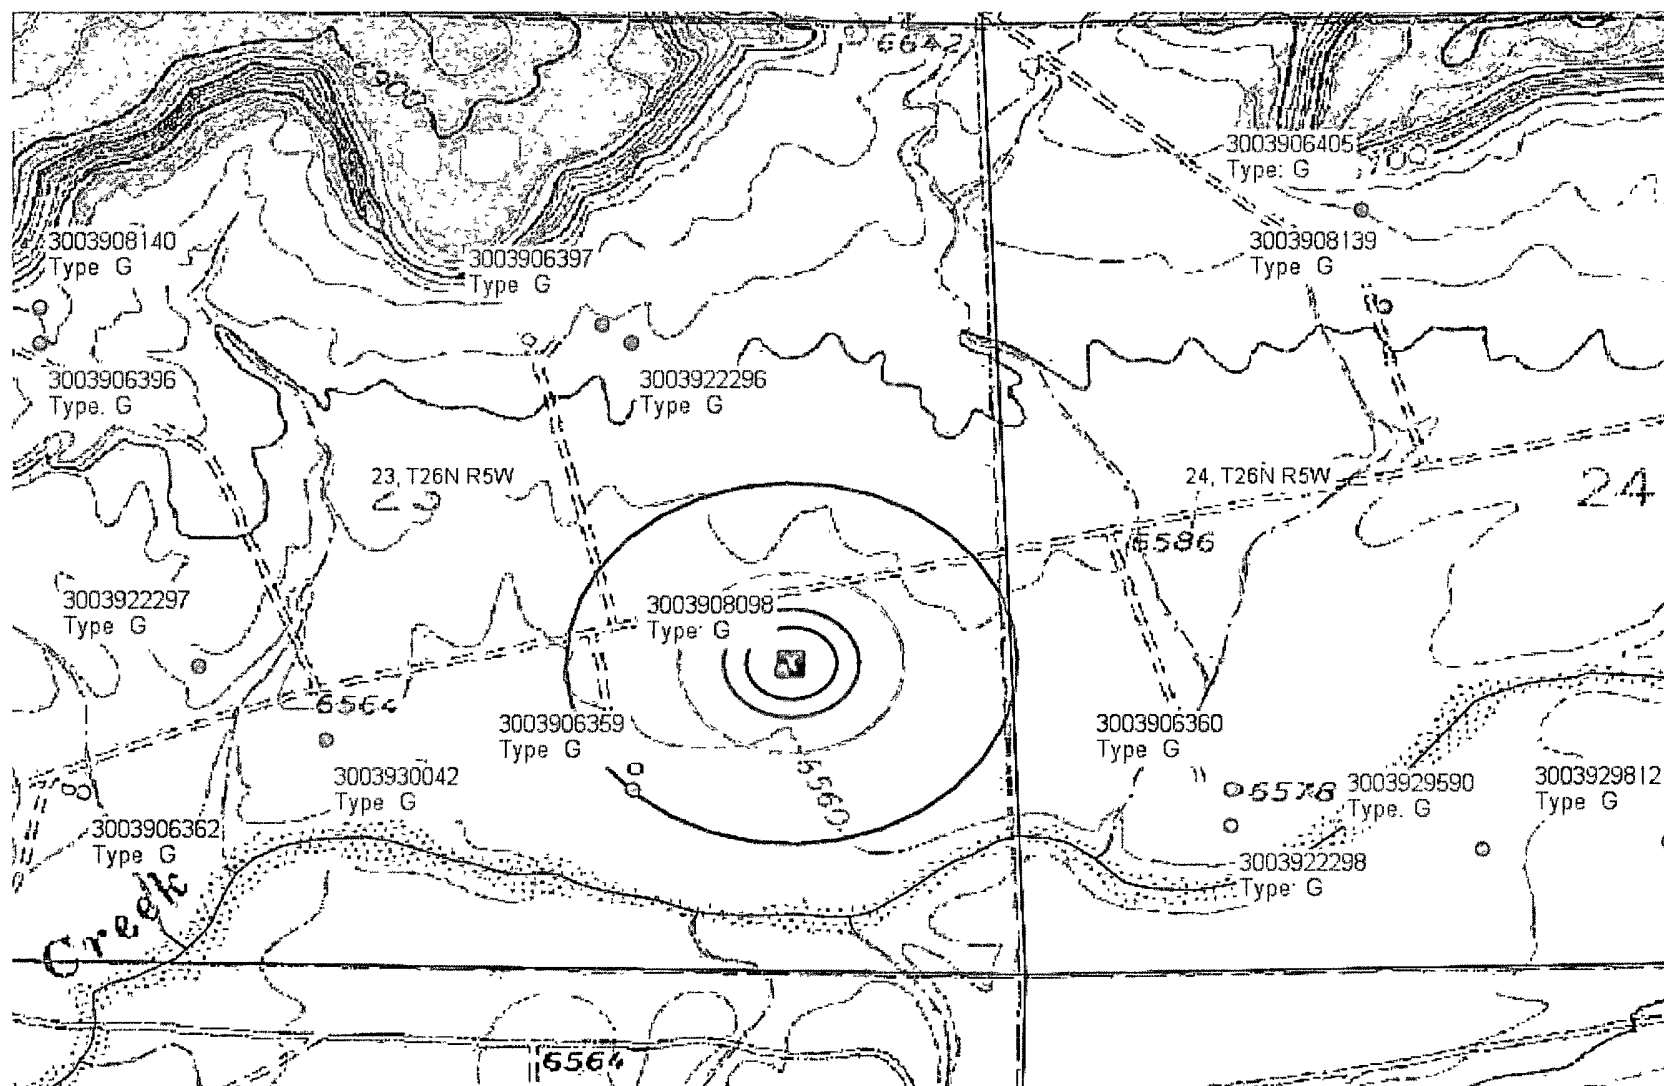 6642
6900
3003906405
Type: G
3003908140
Type G
3003906397
Type G
3003908139
Type G
3003906396
Type. G
3003922296
Type G
23, T26N R5W
23
24, T26N R5W
24
6586
3003922297
Type G
3003908098
Type: G
6564
3003906359
Type G
3003906360
Type G
6560
3003930042
Type G
6578
3003929590
Type. G
3003929812
Type G
3003906362
Type G
3003922298
Type: G
Creek
6564